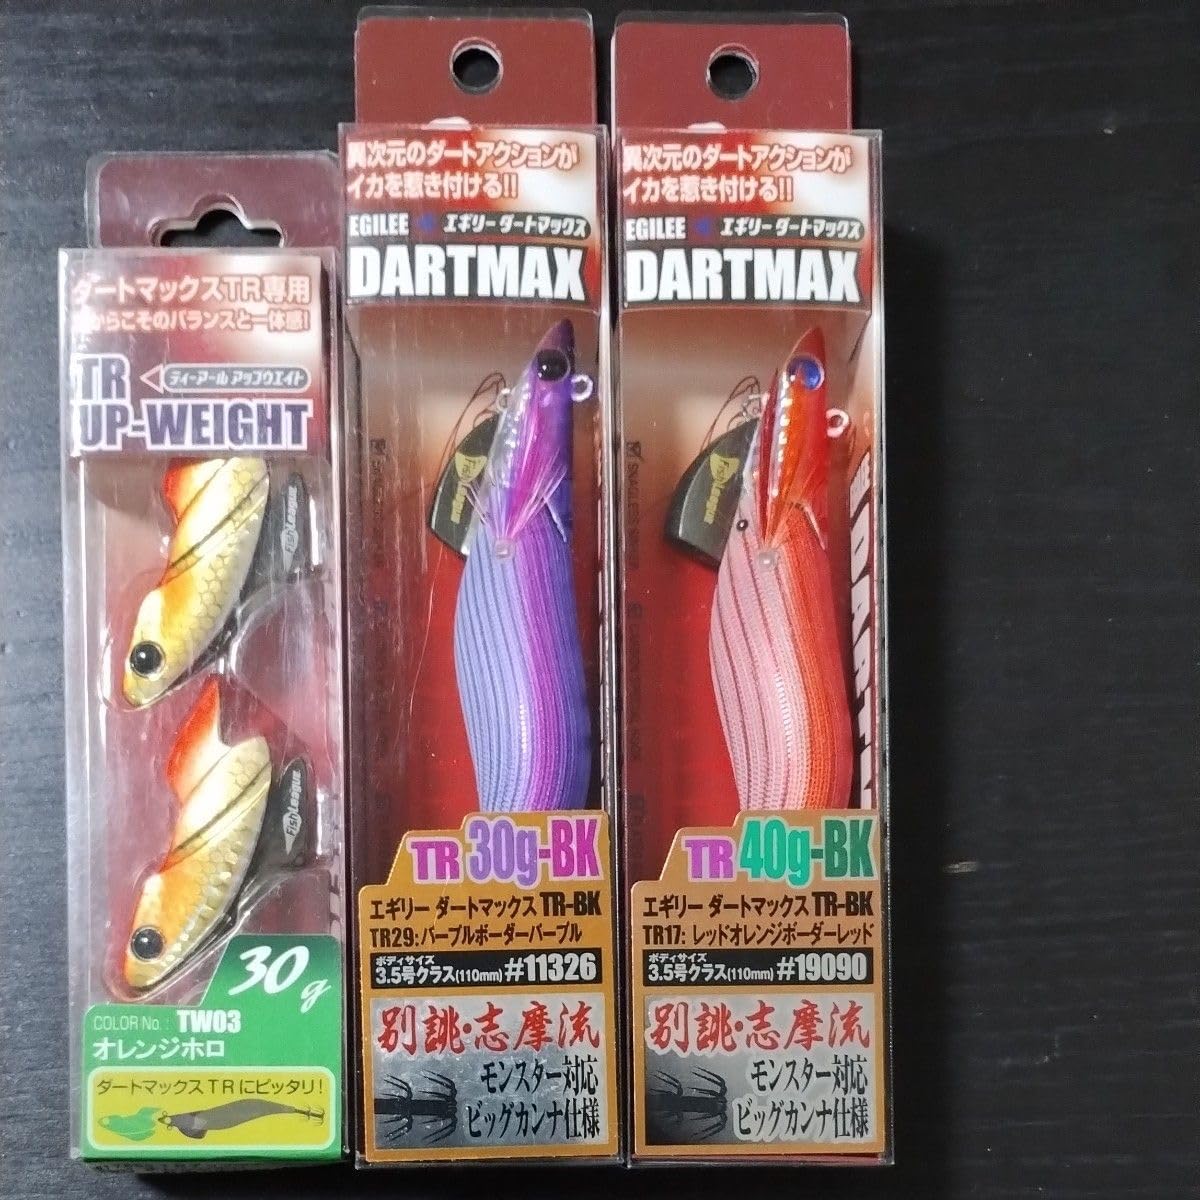 ダートマックスTR専用
からこそのバランスと一体感!
TR
ティーアール アップウエイト
UP-WEIGHT
FishLeague
FishLeague
30g
COLOR No.: TW03
オレンジホロ
ダートマックスTRにピッタリ!
異次元のダートアクションが
イカを惹き付ける!!
EGILEE エギリー ダートマックス
DARTMAX
FishLeague
TR 30g-BK
エギリー ダートマックス TR-BK
TR29: パープルボーダーパープル
ボディサイズ
3.5号クラス(110mm) #11326
別誂・志摩流
モンスター対応
ビッグカンナ仕様
異次元のダートアクションが
イカを惹き付ける!!
EGILEE エギリー ダートマックス
DARTMAX
FishLeague
TR 40g-BK
エギリー ダートマックス TR-BK
TR17: レッドオレンジボーダーレッド
ボディサイズ
3.5号クラス(110mm) #19090
別誂・志摩流
モンスター対応
ビッグカンナ仕様